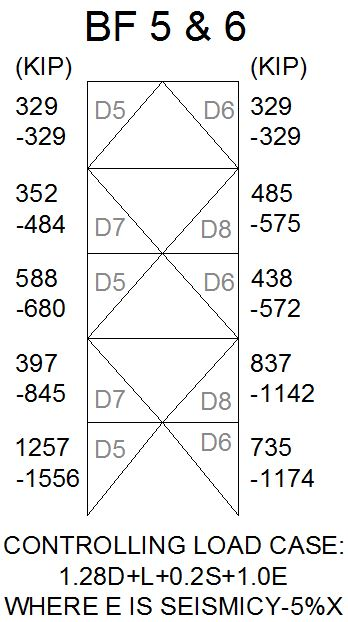 BF 5 & 6
(KIP) (KIP)
329 D5 D6 329
-329 -329
352 485
-484 D7 D8 -575
588 D5 D6 438
-680 -572
397 837
-845 D7 D8 -1142
1257 D5 D6 735
-1556 -1174
CONTROLLING LOAD CASE:
1.28D+L+0.2S+1.0E
WHERE E IS SEISMICY-5%X